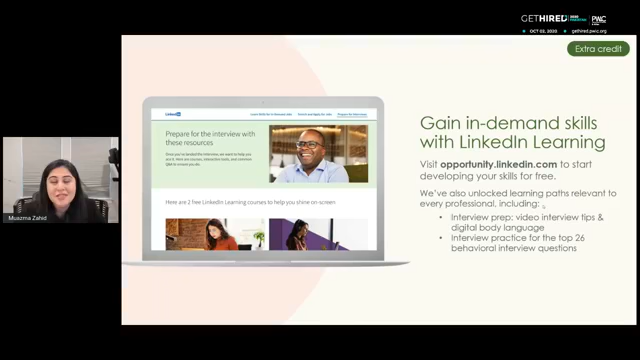 GETHIRED
PWiC
OCT 03, 2020 gethired.pwic.org
Extra credit
Prepare for the interview with
these resources
Here are 2 free LinkedIn Learning courses to help you shine on-screen
Gain in-demand skills
with LinkedIn Learning
Visit opportunity.linkedin.com to start
developing your skills for free.
We've also unlocked learning paths relevant to
every professional, including:
• Interview prep: video interview tips &
digital body language
• Interview practice for the top 26
behavioral interview questions
Muazma Zahid